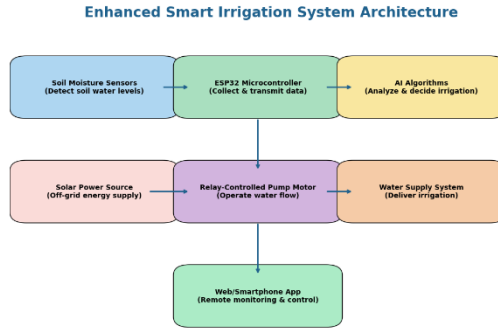 Enhanced Smart Irrigation System Architecture
Soil Moisture Sensors
(Detect soil water levels)
ESP32 Microcontroller
(Collect & transmit data)
AI Algorithms
(Analyze & decide irrigation)
Solar Power Source
(Off-grid energy supply)
Relay-Controlled Pump Motor
(Operate water flow)
Water Supply System
(Deliver irrigation)
Web/Smartphone App
(Remote monitoring & control)